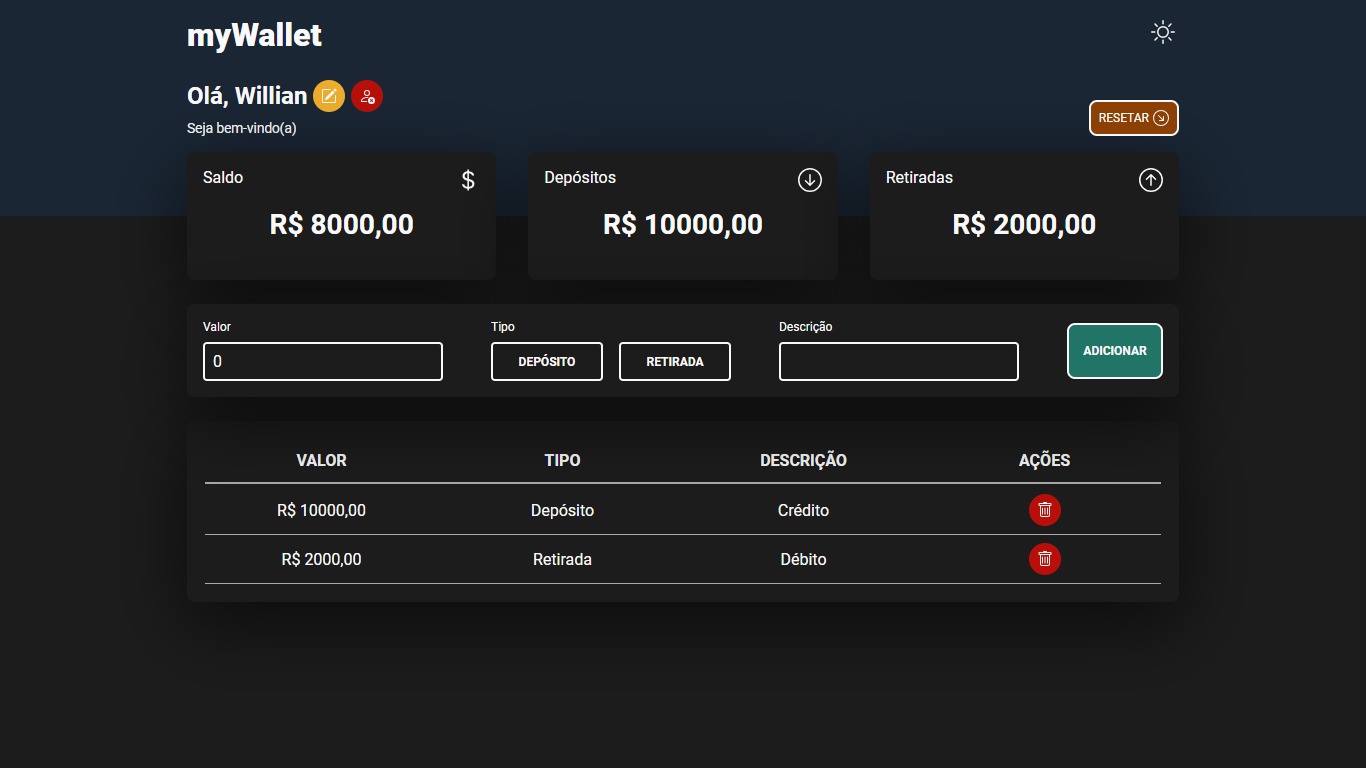 myWallet
Olá, Willian
Seja bem-vindo(a)
RESETAR
Saldo $
R$ 8000,00
Depósitos
R$ 10000,00
Retiradas
R$ 2000,00
Valor Tipo Descrição
0 DEPÓSITO RETIRADA
ADICIONAR
VALOR TIPO DESCRIÇÃO AÇÕES
R$ 10000,00 Depósito Crédito
R$ 2000,00 Retirada Débito